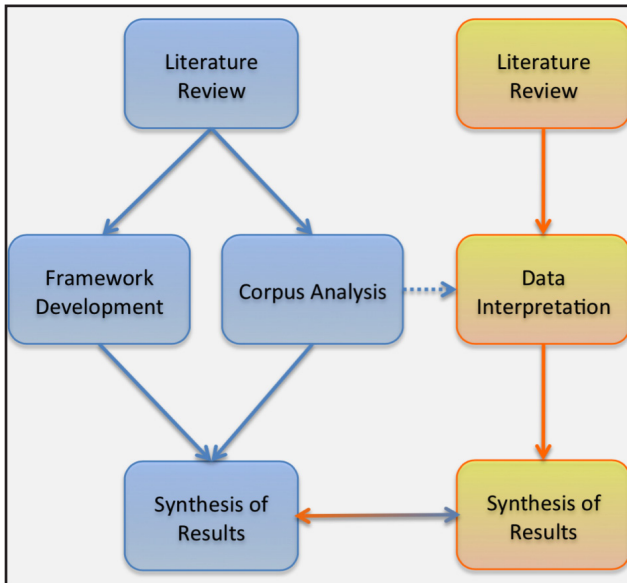 Literature
Review
Literature
Review
Framework
Development
Corpus Analysis
Data
Interpretation
Synthesis of
Results
Synthesis of
Results